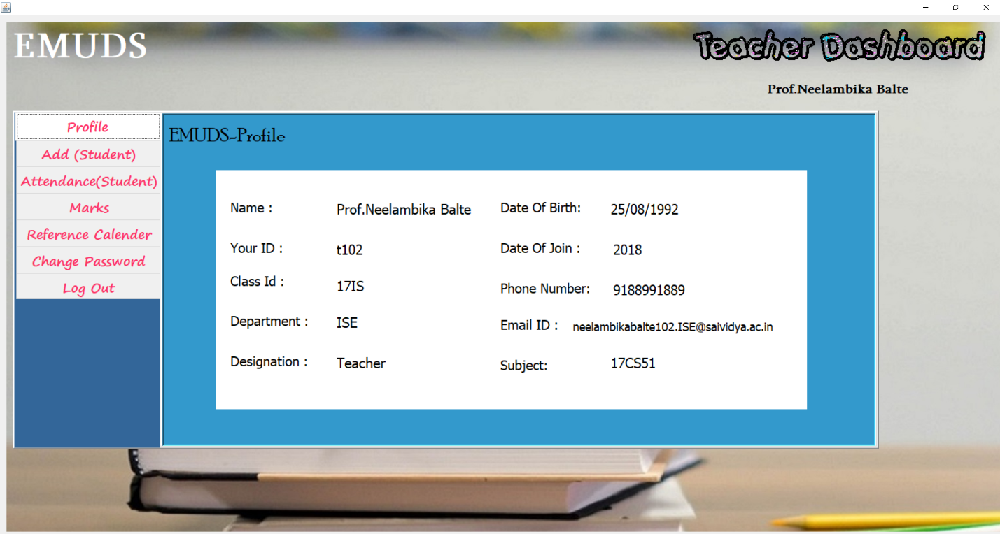 EMUDS
Teacher Dashboard
Prof.Neelambika Balte
Profile
Add (Student)
Attendance(Student)
Marks
Reference Calender
Change Password
Log Out
EMUDS-Profile
Name : Prof.Neelambika Balte Date Of Birth: 25/08/1992
Your ID : t102 Date Of Join : 2018
Class Id : 17IS Phone Number: 9188991889
Department : ISE Email ID : neelambikabalte102.ISE@saividya.ac.in
Designation : Teacher Subject: 17CS51